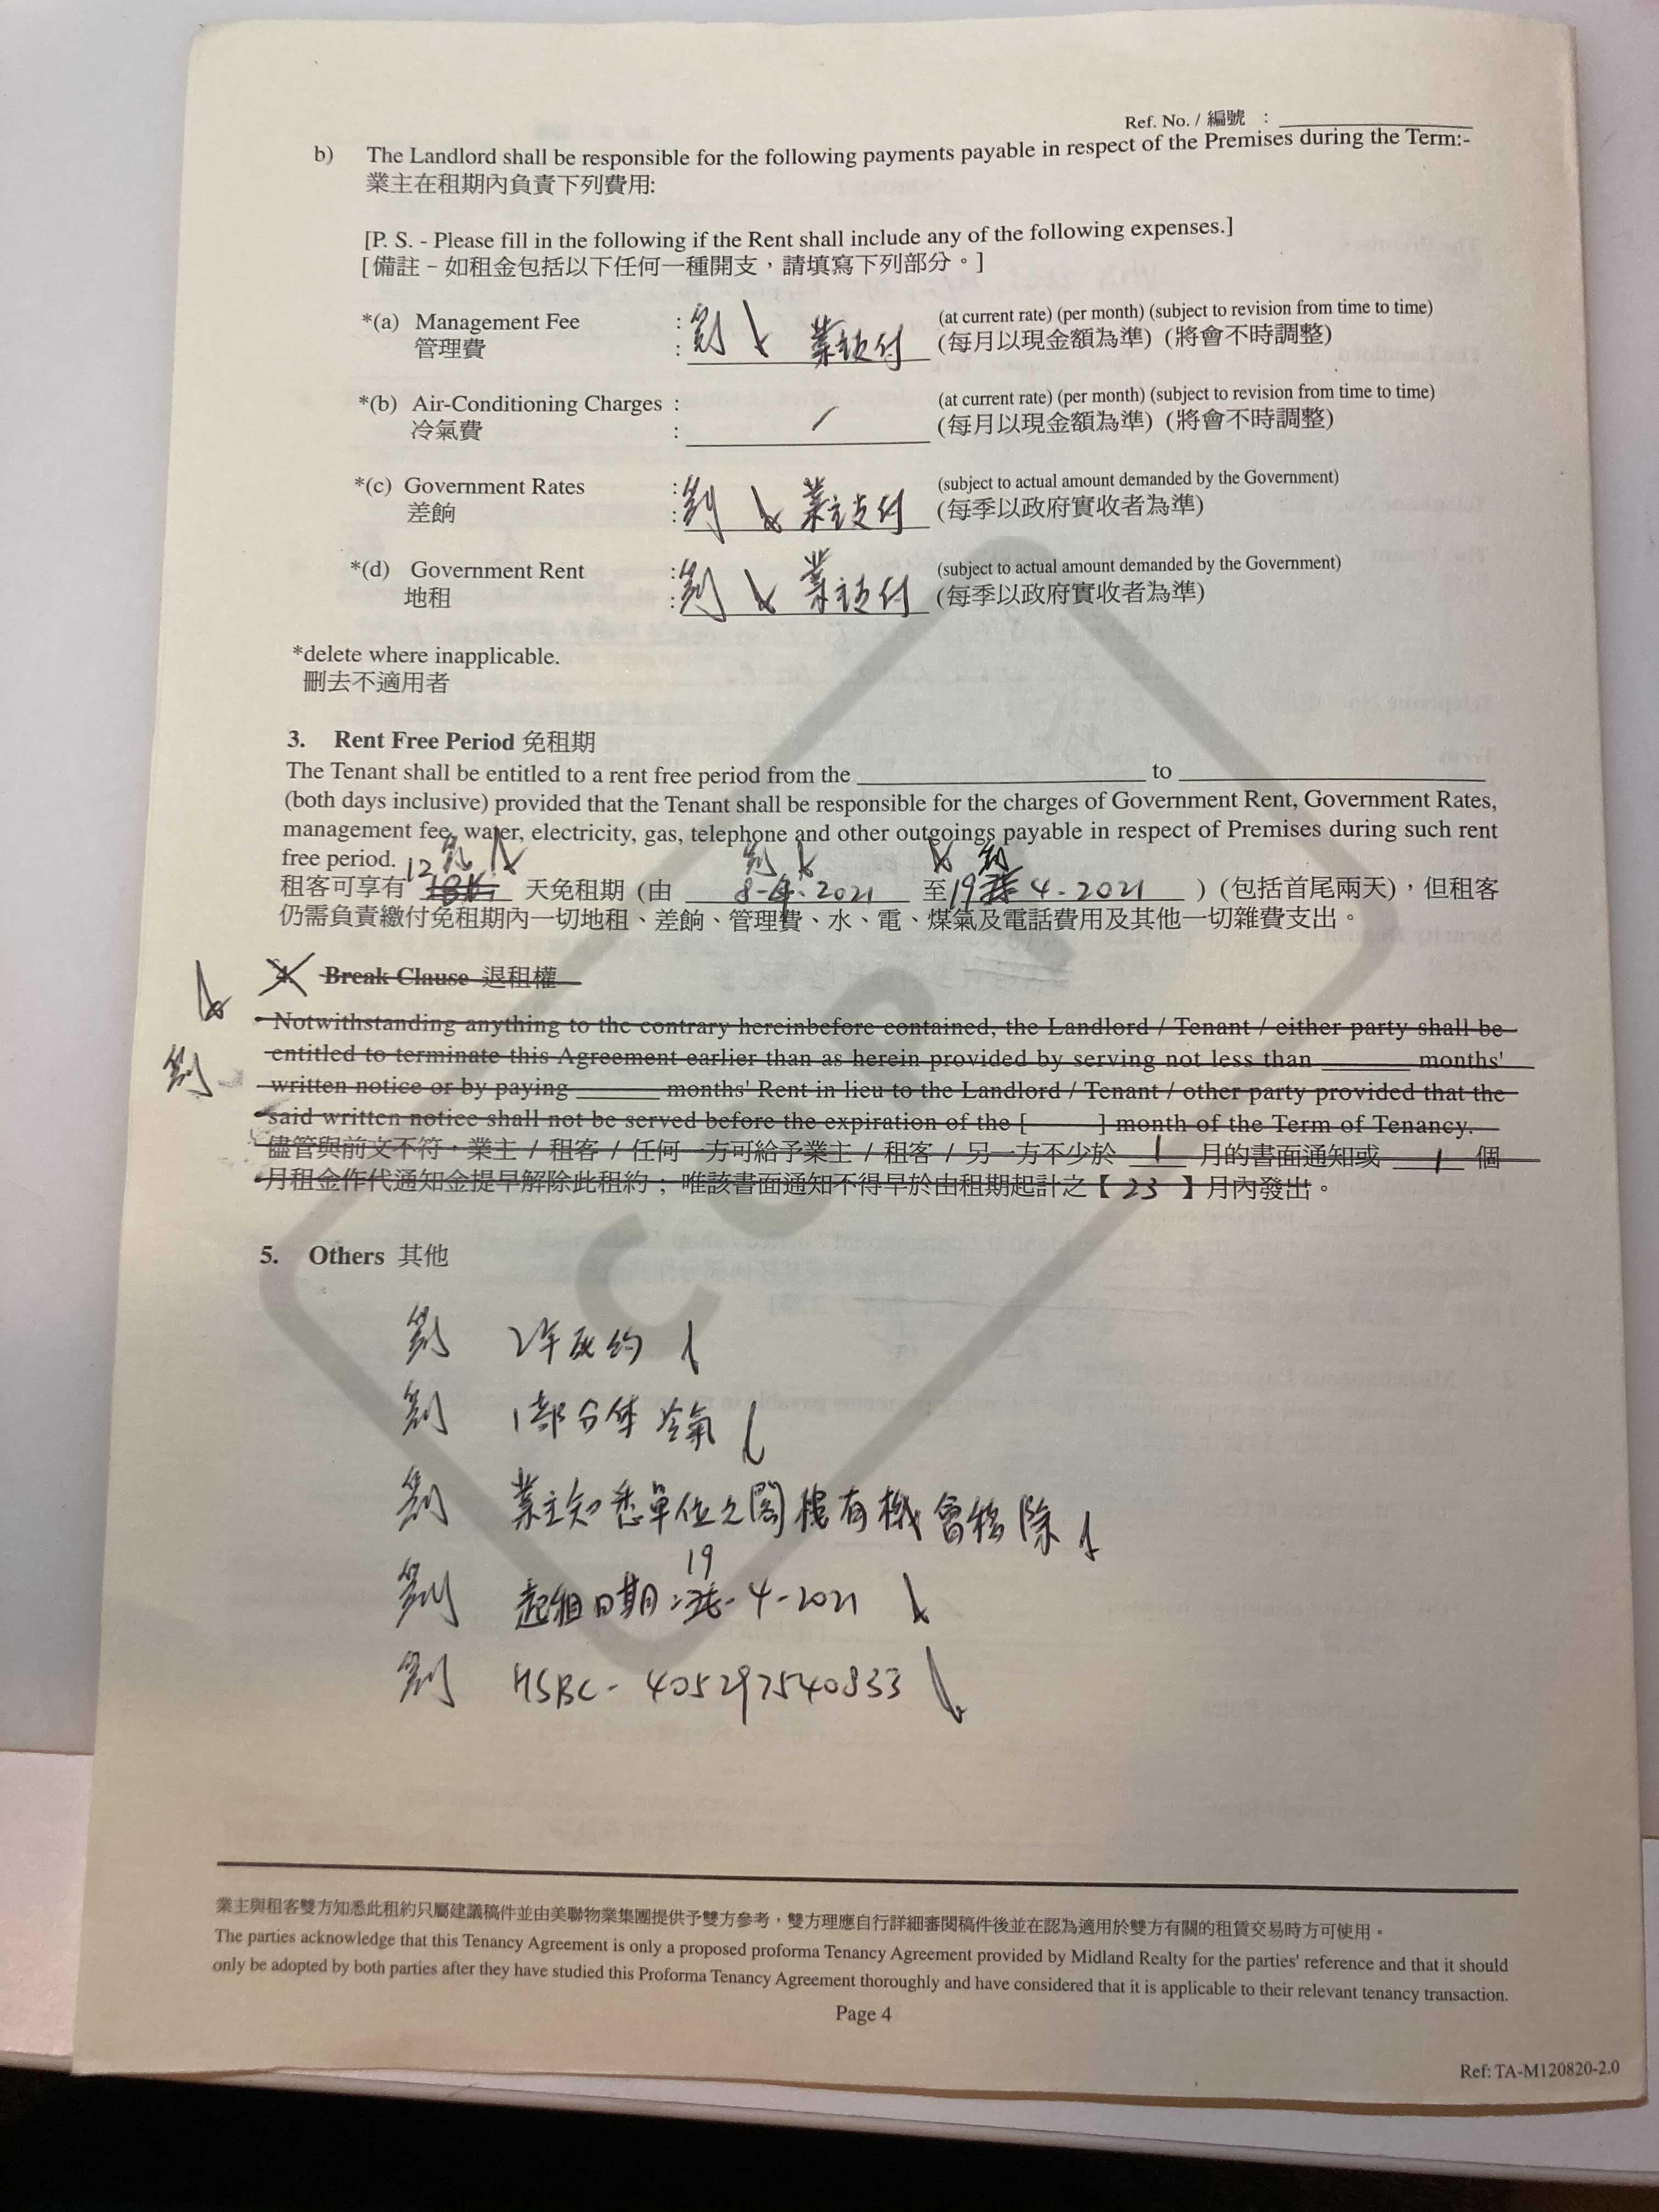 Ref. No. / 編號 :
b) The Landlord shall be responsible for the following payments payable in respect of the Premises during the Term:-
業主在租期內負責下列費用:
[P. S. - Please fill in the following if the Rent shall include any of the following expenses.]
[備註 – 如租金包括以下任何一種開支，請填寫下列部分。]
*(a) Management Fee : (at current rate) (per month) (subject to revision from time to time)
管理費 : 劉 業主支付 (每月以現金額為準) (將會不時調整)
*(b) Air-Conditioning Charges : (at current rate) (per month) (subject to revision from time to time)
冷氣費 : / (每月以現金額為準) (將會不時調整)
*(c) Government Rates : (subject to actual amount demanded by the Government)
差餉 : 劉 業主支付 (每季以政府實收者為準)
*(d) Government Rent : (subject to actual amount demanded by the Government)
地租 : 劉 業主支付 (每季以政府實收者為準)
*delete where inapplicable.
刪去不適用者
3. Rent Free Period 免租期
The Tenant shall be entitled to a rent free period from the ________ to ________
(both days inclusive) provided that the Tenant shall be responsible for the charges of Government Rent, Government Rates,
management fee, water, electricity, gas, telephone and other outgoings payable in respect of Premises during such rent
free period.
劉 劉 劉
租客可享有 12 天免租期 (由 8-4-2021 至 19 4-2021 ) (包括首尾兩天)，但租客
仍需負責繳付免租期內一切地租、差餉、管理費、水、電、煤氣及電話費用及其他一切雜費支出。
4. Break Clause 退租權
Notwithstanding anything to the contrary hereinbefore contained, the Landlord / Tenant / either party shall be
劉 entitled to terminate this Agreement earlier than as herein provided by serving not less than ______ months'
written notice or by paying ______ months' Rent in lieu to the Landlord / Tenant / other party provided that the
said written notice shall not be served before the expiration of the [ ] month of the Term of Tenancy.
儘管與前文不符，業主 / 租客 / 任何一方可給予業主 / 租客 / 另一方不少於 1 月的書面通知或 1 個
月租金作代通知金提早解除此租約；唯該書面通知不得早於由租期起計之【 23 】月內發出。
5. Others 其他
劉 2年死約
劉 1部分体冷氣
劉 業主知悉單位之閣樓有機會移除
19
劉 起租日期: -4-2021
劉 HSBC - 405297540833
業主與租客雙方知悉此租約只屬建議稿件並由美聯物業集團提供予雙方參考，雙方理應自行詳細審閱稿件後並在認為適用於雙方有關的租賃交易時方可使用。
The parties acknowledge that this Tenancy Agreement is only a proposed proforma Tenancy Agreement provided by Midland Realty for the parties' reference and that it should
only be adopted by both parties after they have studied this Proforma Tenancy Agreement thoroughly and have considered that it is applicable to their relevant tenancy transaction.
Page 4
Ref: TA-M120820-2.0
COPY